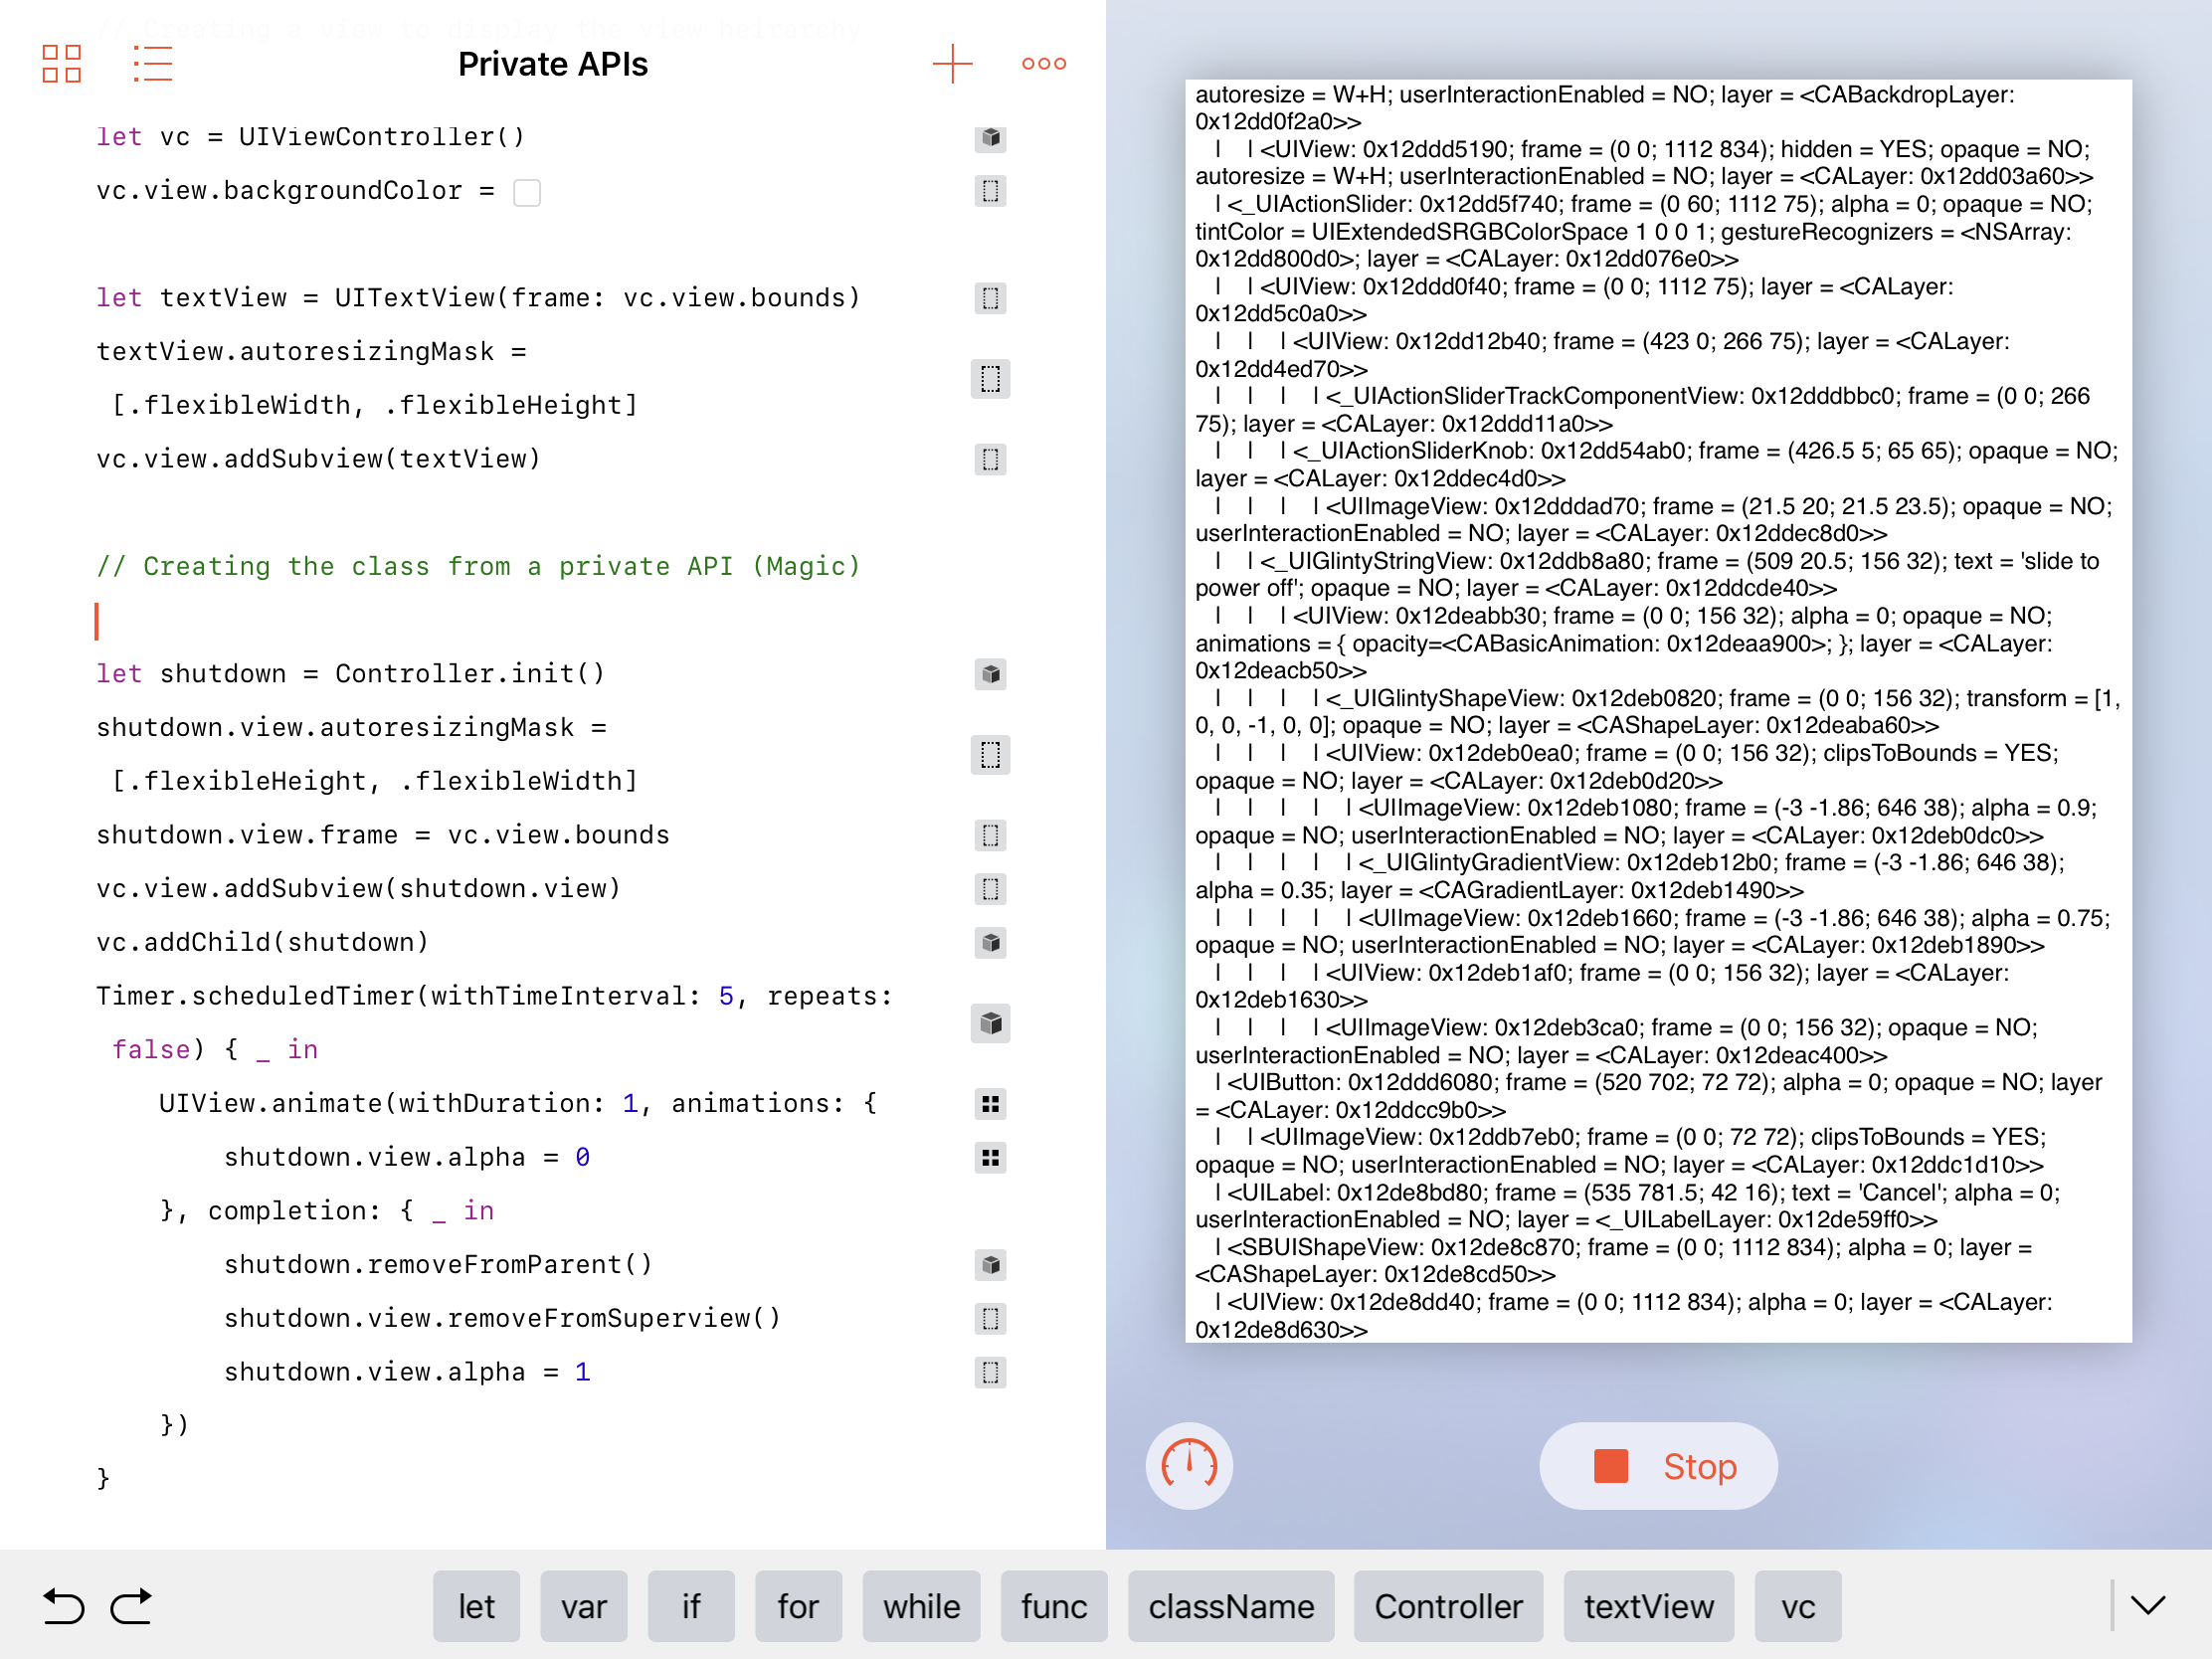 // Creating a view to display the view heirarchy
Private APIs
let vc = UIViewController()
vc.view.backgroundColor =
let textView = UITextView(frame: vc.view.bounds)
textView.autoresizingMask =
[.flexibleWidth, .flexibleHeight]
vc.view.addSubview(textView)
// Creating the class from a private API (Magic)
let shutdown = Controller.init()
shutdown.view.autoresizingMask =
[.flexibleHeight, .flexibleWidth]
shutdown.view.frame = vc.view.bounds
vc.view.addSubview(shutdown.view)
vc.addChild(shutdown)
Timer.scheduledTimer(withTimeInterval: 5, repeats:
false) { _ in
UIView.animate(withDuration: 1, animations: {
shutdown.view.alpha = 0
}, completion: { _ in
shutdown.removeFromParent()
shutdown.view.removeFromSuperview()
shutdown.view.alpha = 1
})
}
autoresize = W+H; userInteractionEnabled = NO; layer = <CABackdropLayer:
0x12dd0f2a0>>
| | <UIView: 0x12ddd5190; frame = (0 0; 1112 834); hidden = YES; opaque = NO;
autoresize = W+H; userInteractionEnabled = NO; layer = <CALayer: 0x12dd03a60>>
| <_UIActionSlider: 0x12dd5f740; frame = (0 60; 1112 75); alpha = 0; opaque = NO;
tintColor = UIExtendedSRGBColorSpace 1 0 0 1; gestureRecognizers = <NSArray:
0x12dd800d0>; layer = <CALayer: 0x12dd076e0>>
| | <UIView: 0x12ddd0f40; frame = (0 0; 1112 75); layer = <CALayer:
0x12dd5c0a0>>
| | | <UIView: 0x12dd12b40; frame = (423 0; 266 75); layer = <CALayer:
0x12dd4ed70>>
| | | | <_UIActionSliderTrackComponentView: 0x12dddbbc0; frame = (0 0; 266
75); layer = <CALayer: 0x12ddd11a0>>
| | | <_UIActionSliderKnob: 0x12dd54ab0; frame = (426.5 5; 65 65); opaque = NO;
layer = <CALayer: 0x12ddec4d0>>
| | | | <UIImageView: 0x12dddad70; frame = (21.5 20; 21.5 23.5); opaque = NO;
userInteractionEnabled = NO; layer = <CALayer: 0x12ddec8d0>>
| | <_UIGlintyStringView: 0x12ddb8a80; frame = (509 20.5; 156 32); text = 'slide to
power off'; opaque = NO; layer = <CALayer: 0x12ddcde40>>
| | | <UIView: 0x12deabb30; frame = (0 0; 156 32); alpha = 0; opaque = NO;
animations = { opacity=<CABasicAnimation: 0x12deaa900>; }; layer = <CALayer:
0x12deacb50>>
| | | | <_UIGlintyShapeView: 0x12deb0820; frame = (0 0; 156 32); transform = [1,
0, 0, -1, 0, 0]; opaque = NO; layer = <CAShapeLayer: 0x12deaba60>>
| | | | <UIView: 0x12deb0ea0; frame = (0 0; 156 32); clipsToBounds = YES;
opaque = NO; layer = <CALayer: 0x12deb0d20>>
| | | | | <UIImageView: 0x12deb1080; frame = (-3 -1.86; 646 38); alpha = 0.9;
opaque = NO; userInteractionEnabled = NO; layer = <CALayer: 0x12deb0dc0>>
| | | | | <_UIGlintyGradientView: 0x12deb12b0; frame = (-3 -1.86; 646 38);
alpha = 0.35; layer = <CAGradientLayer: 0x12deb1490>>
| | | | | <UIImageView: 0x12deb1660; frame = (-3 -1.86; 646 38); alpha = 0.75;
opaque = NO; userInteractionEnabled = NO; layer = <CALayer: 0x12deb1890>>
| | | | <UIView: 0x12deb1af0; frame = (0 0; 156 32); layer = <CALayer:
0x12deb1630>>
| | | | <UIImageView: 0x12deb3ca0; frame = (0 0; 156 32); opaque = NO;
userInteractionEnabled = NO; layer = <CALayer: 0x12deac400>>
| <UIButton: 0x12ddd6080; frame = (520 702; 72 72); alpha = 0; opaque = NO; layer
= <CALayer: 0x12ddcc9b0>>
| | <UIImageView: 0x12ddb7eb0; frame = (0 0; 72 72); clipsToBounds = YES;
opaque = NO; userInteractionEnabled = NO; layer = <CALayer: 0x12ddc1d10>>
| <UILabel: 0x12de8bd80; frame = (535 781.5; 42 16); text = 'Cancel'; alpha = 0;
userInteractionEnabled = NO; layer = <_UILabelLayer: 0x12de59ff0>>
| <SBUIShapeView: 0x12de8c870; frame = (0 0; 1112 834); alpha = 0; layer =
<CAShapeLayer: 0x12de8cd50>>
| <UIView: 0x12de8dd40; frame = (0 0; 1112 834); alpha = 0; layer = <CALayer:
0x12de8d630>>
Stop
let var if for while func className Controller textView vc